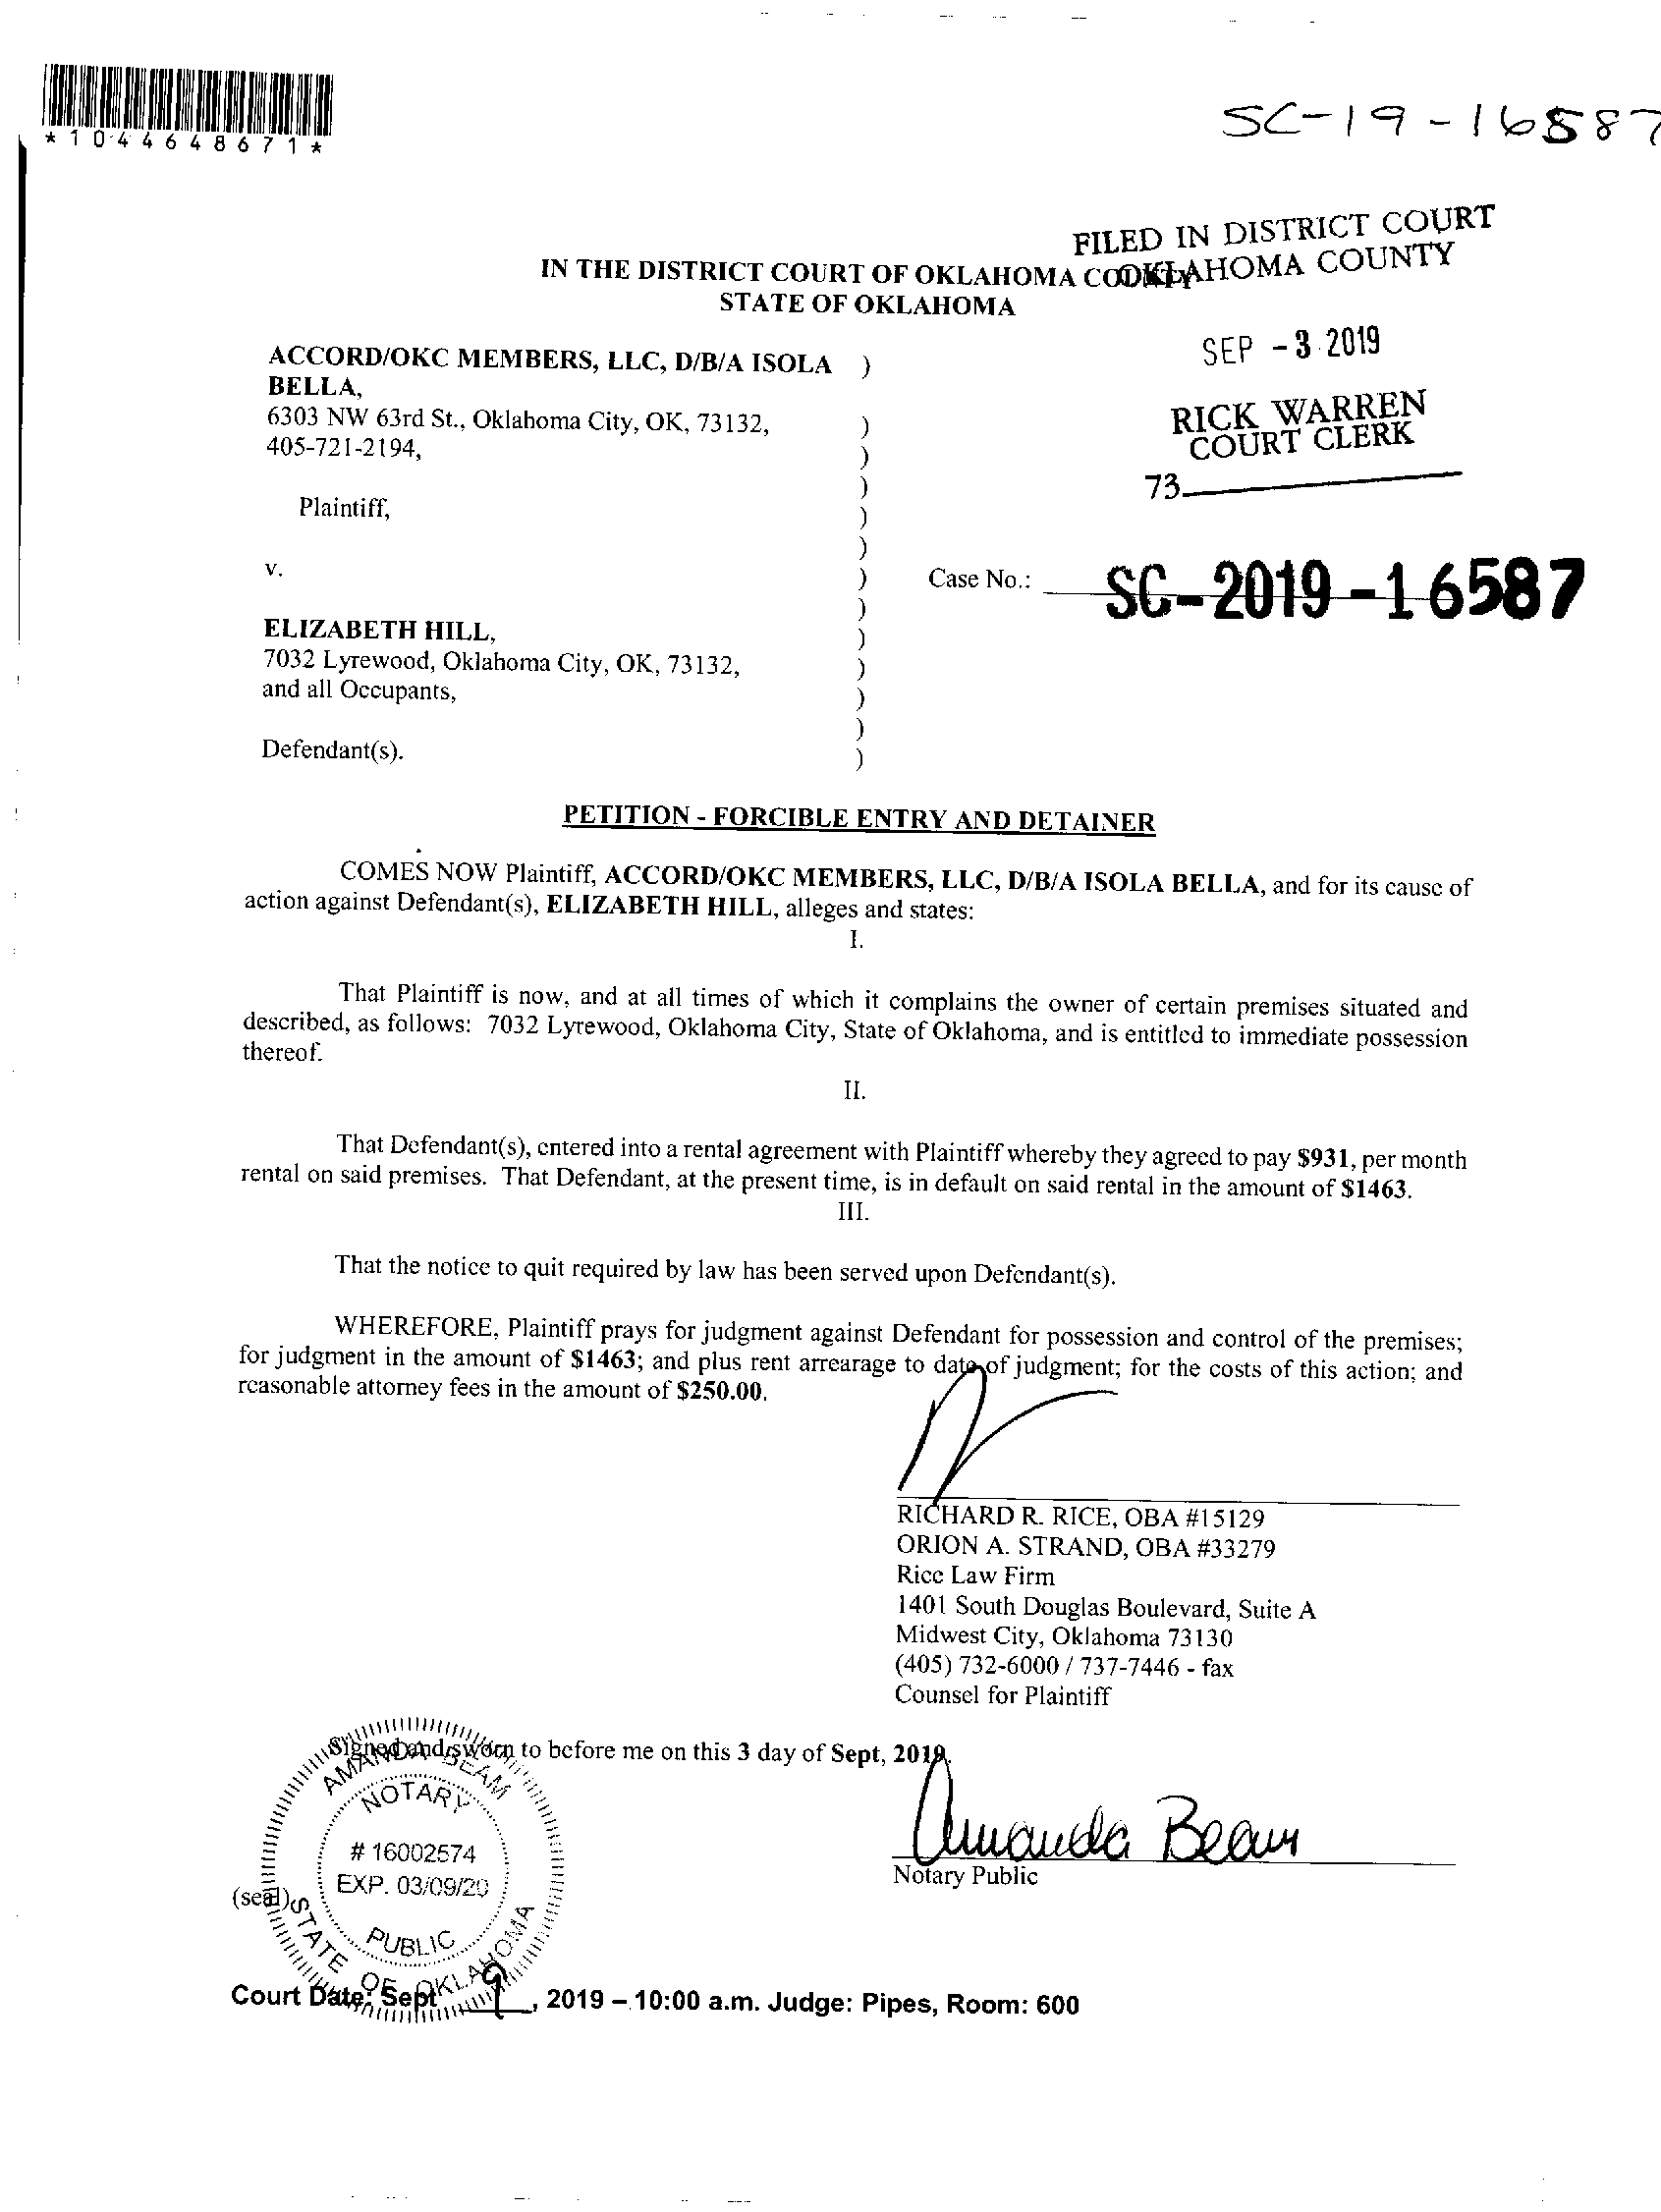 *1044648671*
SC-19-16587
FILED IN DISTRICT COURT
OKLAHOMA COUNTY
IN THE DISTRICT COURT OF OKLAHOMA COUNTY
STATE OF OKLAHOMA
SEP -3 2019
RICK WARREN
COURT CLERK
73
ACCORD/OKC MEMBERS, LLC, D/B/A ISOLA )
BELLA,
6303 NW 63rd St., Oklahoma City, OK, 73132, )
405-721-2194, )
)
Plaintiff, )
)
v. )
)
Case No.: SC-2019-16587
ELIZABETH HILL, )
7032 Lyrewood, Oklahoma City, OK, 73132, )
and all Occupants, )
)
Defendant(s). )
PETITION - FORCIBLE ENTRY AND DETAINER
COMES NOW Plaintiff, ACCORD/OKC MEMBERS, LLC, D/B/A ISOLA BELLA, and for its cause of
action against Defendant(s), ELIZABETH HILL, alleges and states:
I.
That Plaintiff is now, and at all times of which it complains the owner of certain premises situated and
described, as follows: 7032 Lyrewood, Oklahoma City, State of Oklahoma, and is entitled to immediate possession
thereof.
II.
That Defendant(s), entered into a rental agreement with Plaintiff whereby they agreed to pay $931, per month
rental on said premises. That Defendant, at the present time, is in default on said rental in the amount of $1463.
III.
That the notice to quit required by law has been served upon Defendant(s).
WHEREFORE, Plaintiff prays for judgment against Defendant for possession and control of the premises;
for judgment in the amount of $1463; and plus rent arrearage to date of judgment; for the costs of this action; and
reasonable attorney fees in the amount of $250.00.
RICHARD R. RICE, OBA #15129
ORION A. STRAND, OBA #33279
Rice Law Firm
1401 South Douglas Boulevard, Suite A
Midwest City, Oklahoma 73130
(405) 732-6000 / 737-7446 - fax
Counsel for Plaintiff
Signed and sworn to before me on this 3 day of Sept, 2019.
AMANDA BEAM
NOTARY
# 16002574
EXP. 03/09/20
PUBLIC
STATE OF OKLAHOMA
(seal)
Amanda Beam
Notary Public
Court Date: Sept 9, 2019 – 10:00 a.m. Judge: Pipes, Room: 600